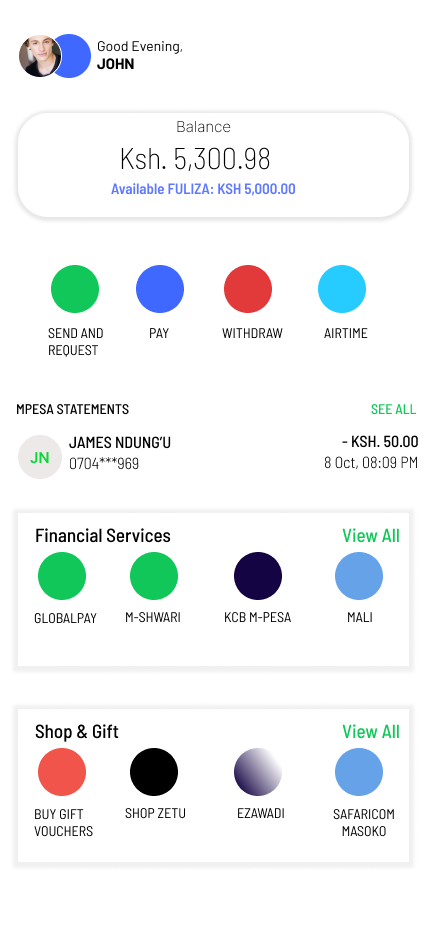 Good Evening,
JOHN
Balance
Ksh. 5,300.98
Available FULIZA: KSH 5,000.00
SEND AND
REQUEST
PAY
WITHDRAW
AIRTIME
MPESA STATEMENTS
SEE ALL
JN
JAMES NDUNG'U
0704***969
- KSH. 50.00
8 Oct, 08:09 PM
Financial Services
View All
GLOBALPAY
M-SHWARI
KCB M-PESA
MALI
Shop & Gift
View All
BUY GIFT
VOUCHERS
SHOP ZETU
EZAWADI
SAFARICOM
MASOKO